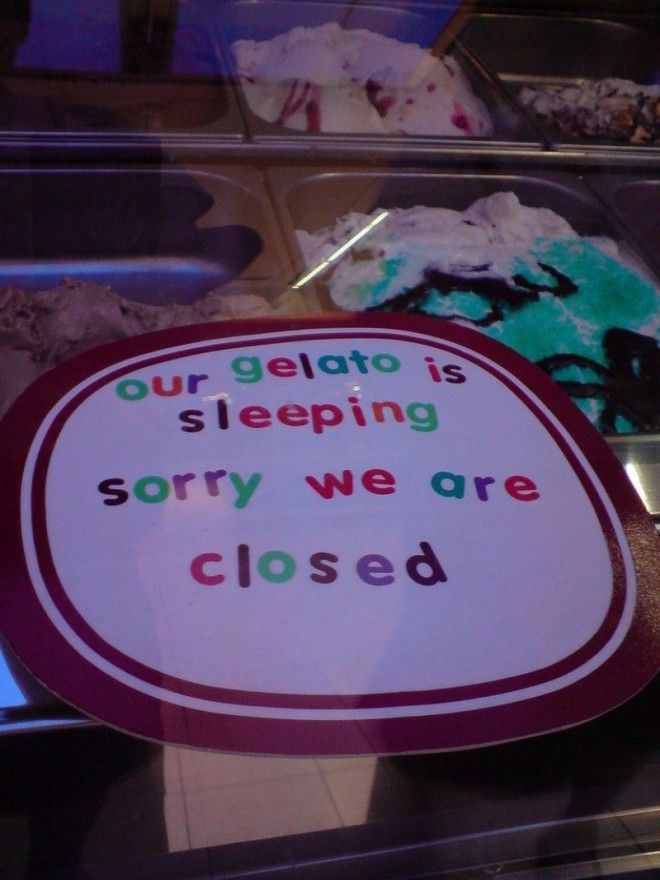 our gelato is
sleeping
sorry we are
closed